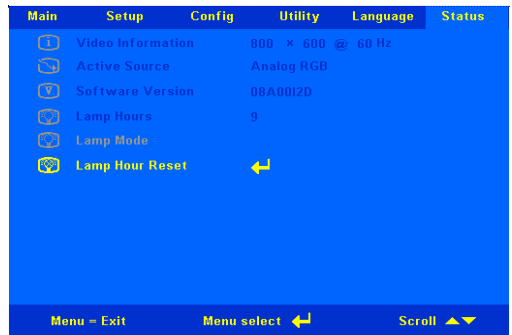 Main Setup Config Utility Language Status
Video Information 800 × 600 @ 60 Hz
Active Source Analog RGB
Software Version 08A00I2D
Lamp Hours 9
Lamp Mode
Lamp Hour Reset
Menu = Exit Menu select Scroll